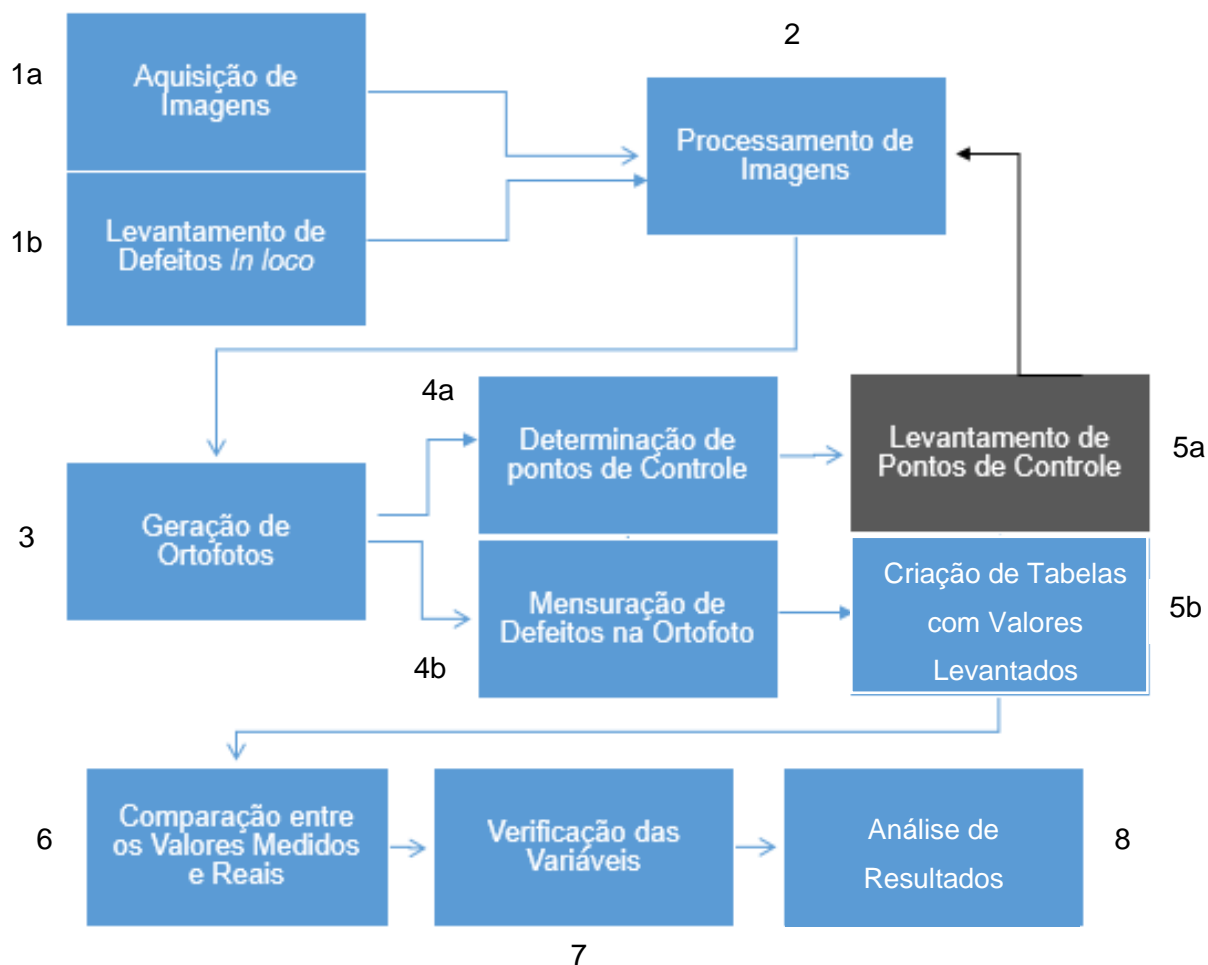 2
1a
Aquisição de
Imagens
Processamento de
Imagens
1b
Levantamento de
Defeitos In loco
4a
Determinação de
pontos de Controle
Levantamento de
Pontos de Controle
5a
3
Geração de
Ortofotos
Mensuração de
Defeitos na Ortofoto
4b
Criação de Tabelas
com Valores
Levantados
5b
6
Comparação entre
os Valores Medidos
e Reais
Verificação das
Variáveis
7
Análise de
Resultados
8